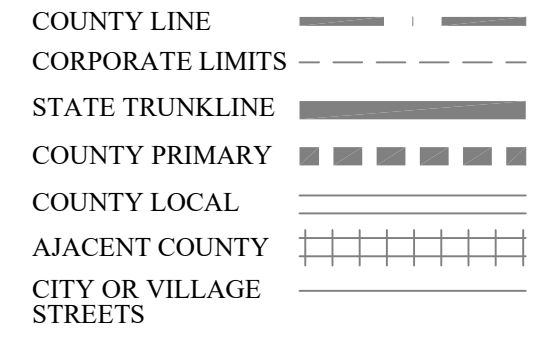 COUNTY LINE
CORPORATE LIMITS
STATE TRUNKLINE
COUNTY PRIMARY
COUNTY LOCAL
AJACENT COUNTY
CITY OR VILLAGE
STREETS